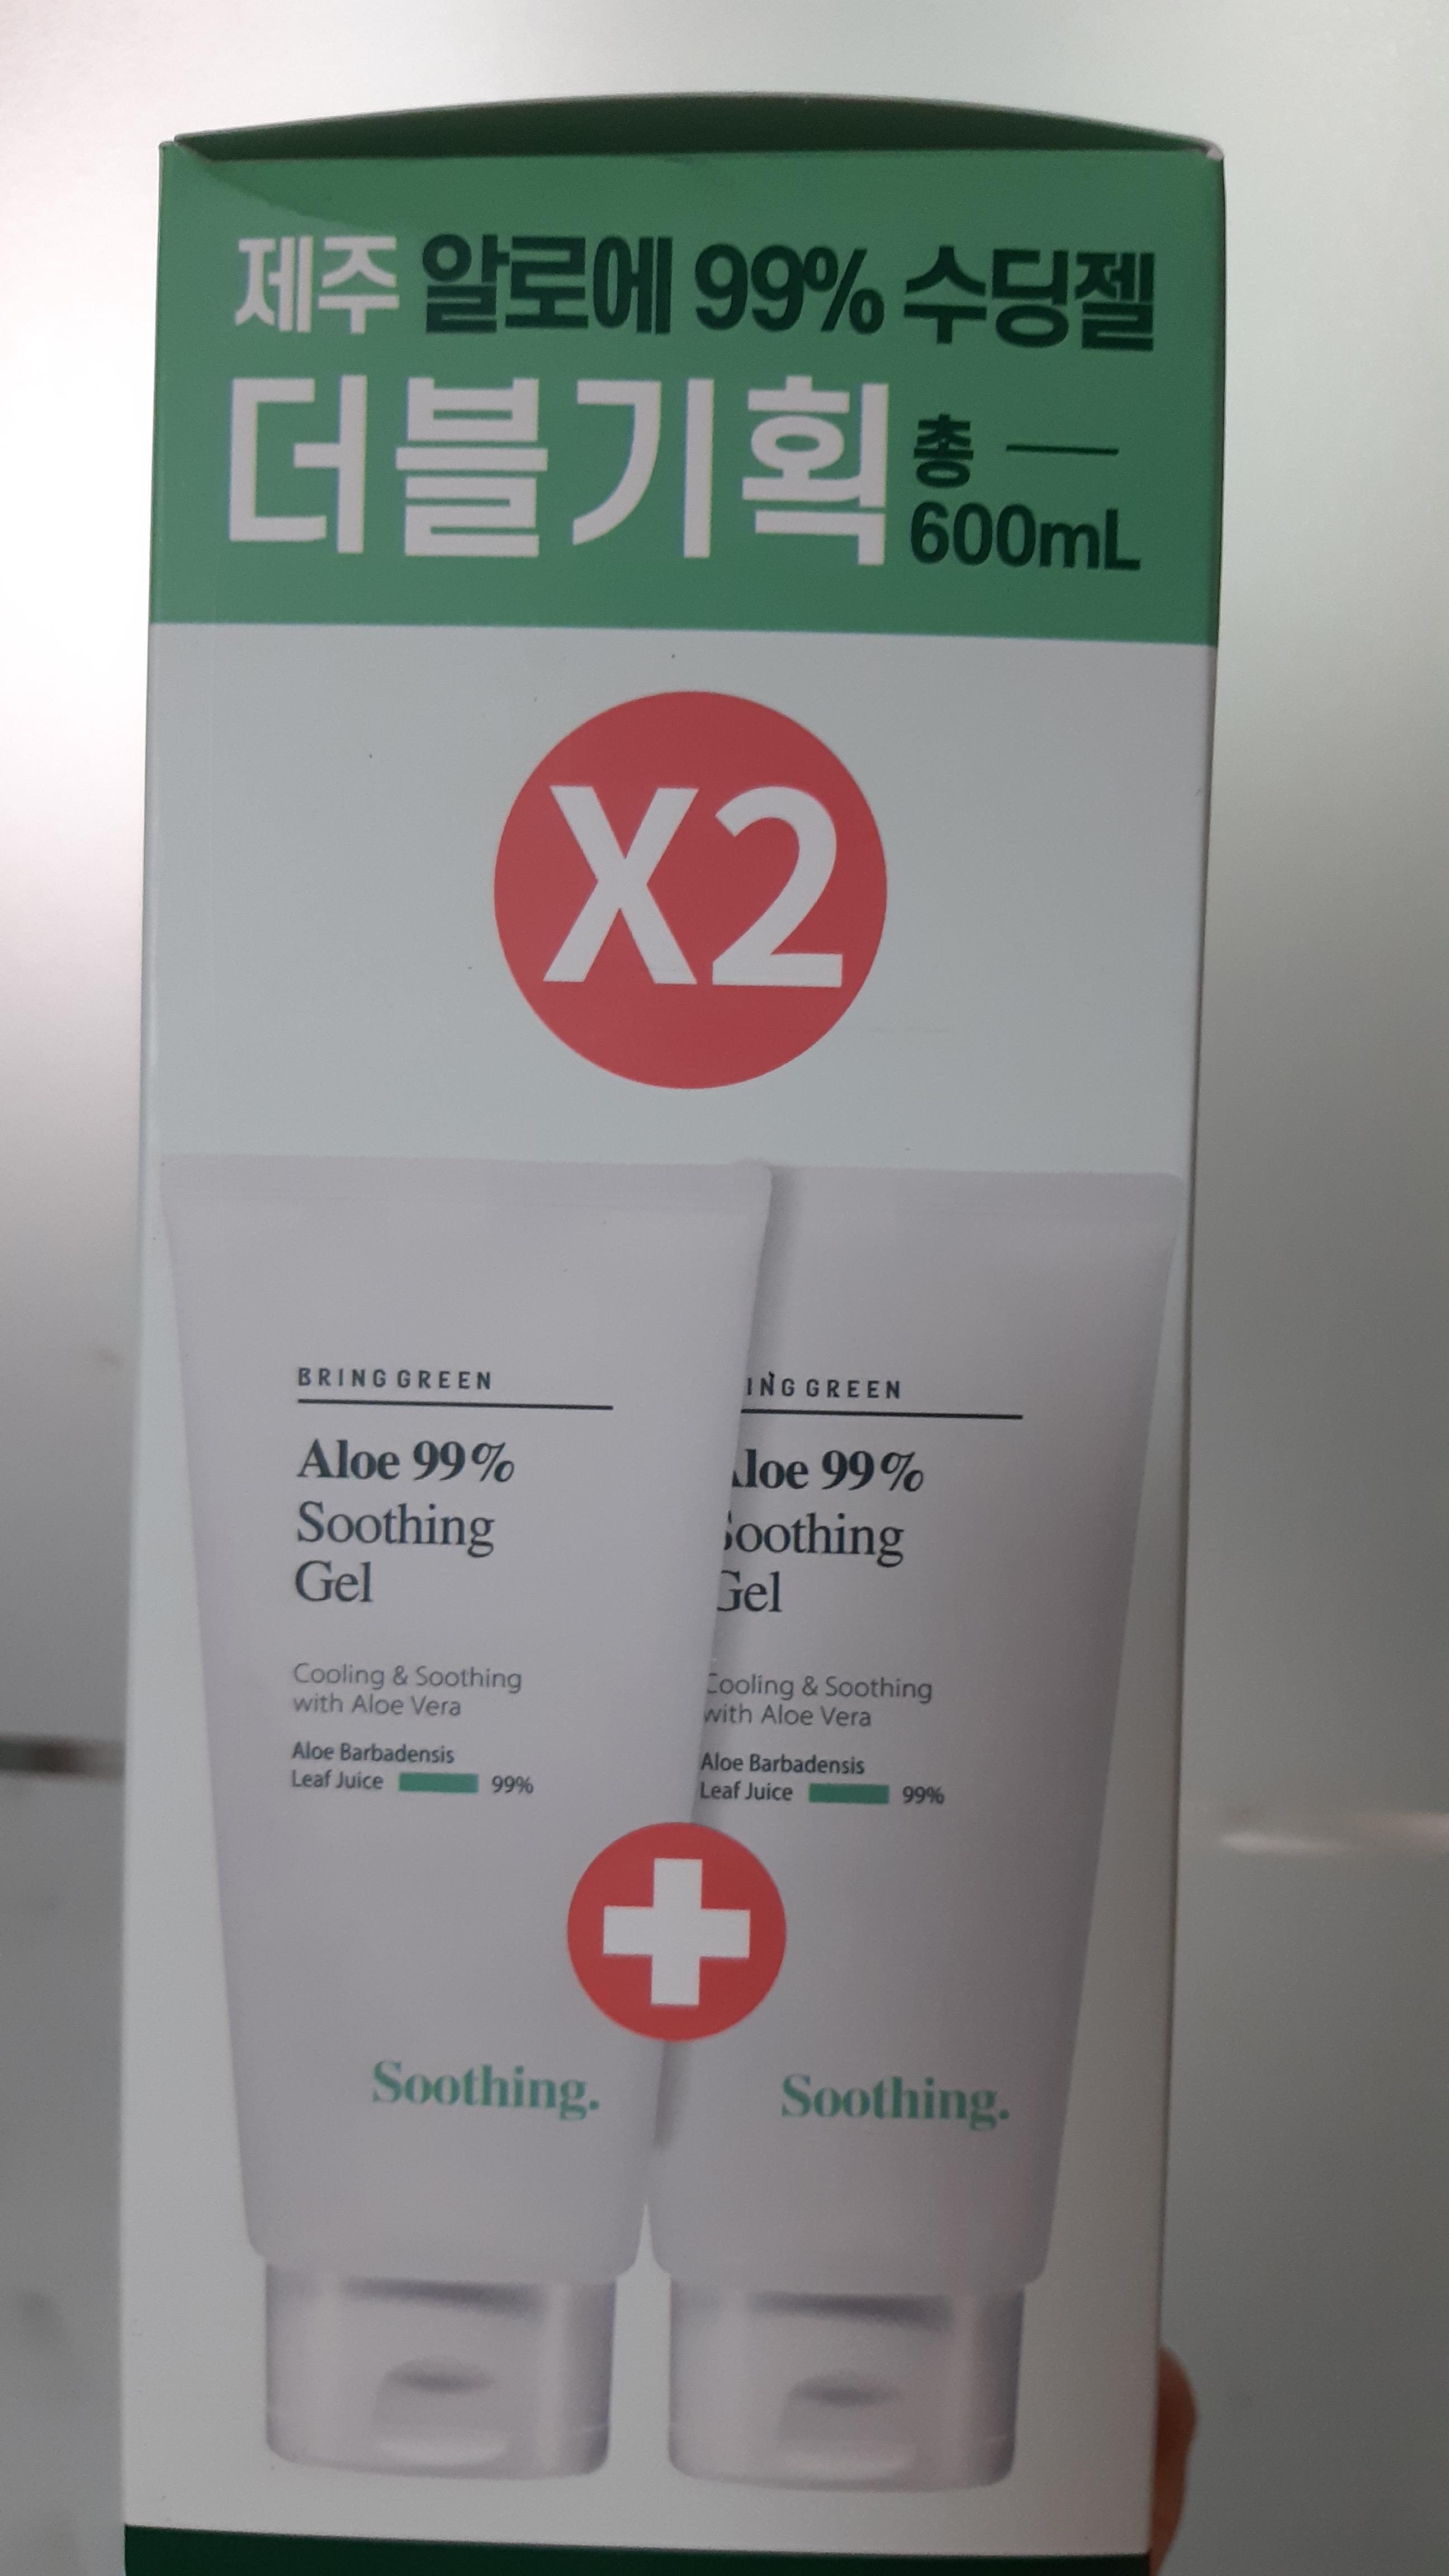 제주 알로에 99% 수딩젤
더블기획
총
600mL
X2
BRING GREEN
Aloe 99%
Soothing
Gel
Cooling & Soothing
with Aloe Vera
Aloe Barbadensis
Leaf Juice 99%
Soothing.
ING GREEN
loe 99%
oothing
Gel
Cooling & Soothing
with Aloe Vera
Aloe Barbadensis
Leaf Juice 99%
Soothing.